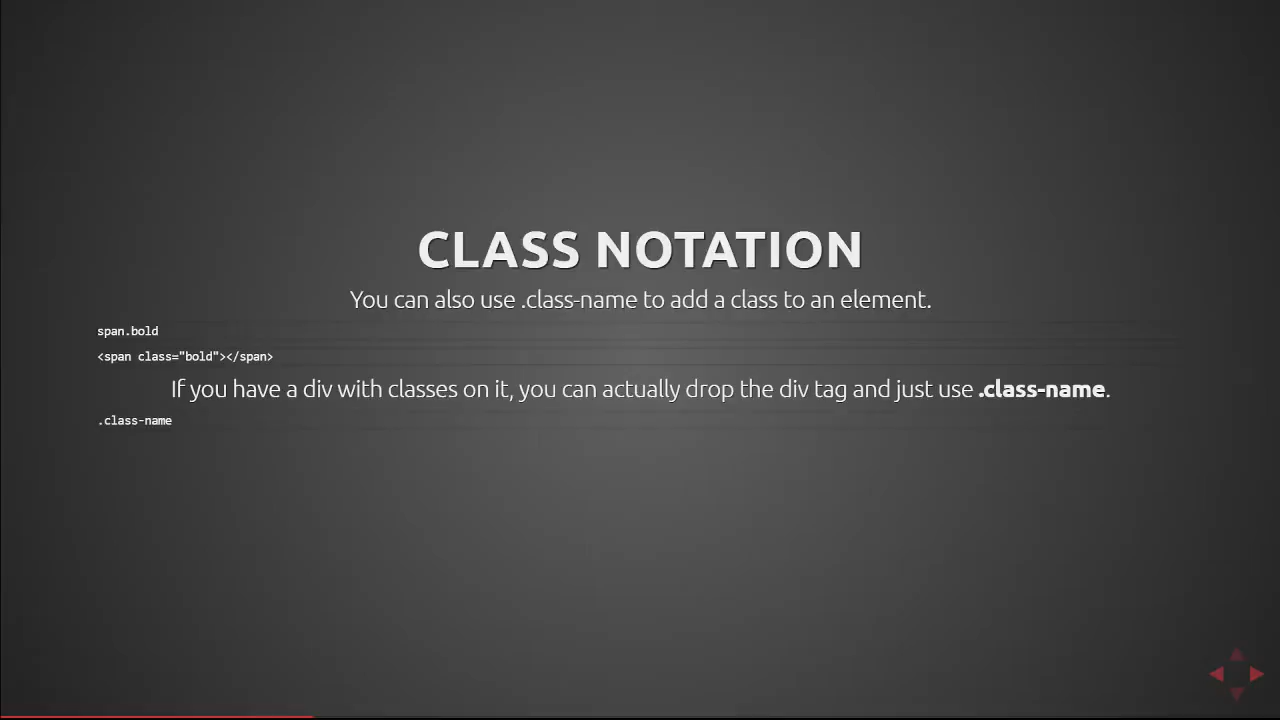 CLASS NOTATION
You can also use .class-name to add a class to an element.
span.bold
<span class="bold"></span>
If you have a div with classes on it, you can actually drop the div tag and just use .class-name.
.class-name